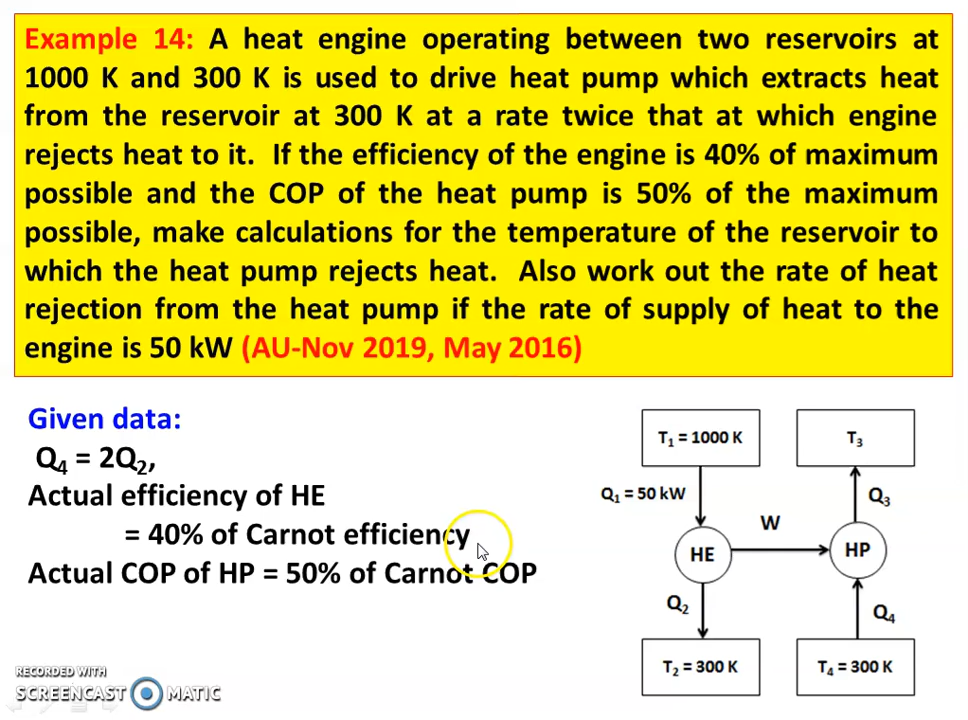 Example 14: A heat engine operating between two reservoirs at
1000 K and 300 K is used to drive heat pump which extracts heat
from the reservoir at 300 K at a rate twice that at which engine
rejects heat to it. If the efficiency of the engine is 40% of maximum
possible and the COP of the heat pump is 50% of the maximum
possible, make calculations for the temperature of the reservoir to
which the heat pump rejects heat. Also work out the rate of heat
rejection from the heat pump if the rate of supply of heat to the
engine is 50 kW (AU-Nov 2019, May 2016)
Given data:
Q₄ = 2Q₂,
Actual efficiency of HE
= 40% of Carnot efficiency
Actual COP of HP = 50% of Carnot COP
T₁ = 1000 K
T₃
Q₁ = 50 kW
Q₃
W
HE
HP
Q₂
Q₄
T₂ = 300 K
T₄ = 300 K
RECORDED WITH
SCREENCAST MATIC